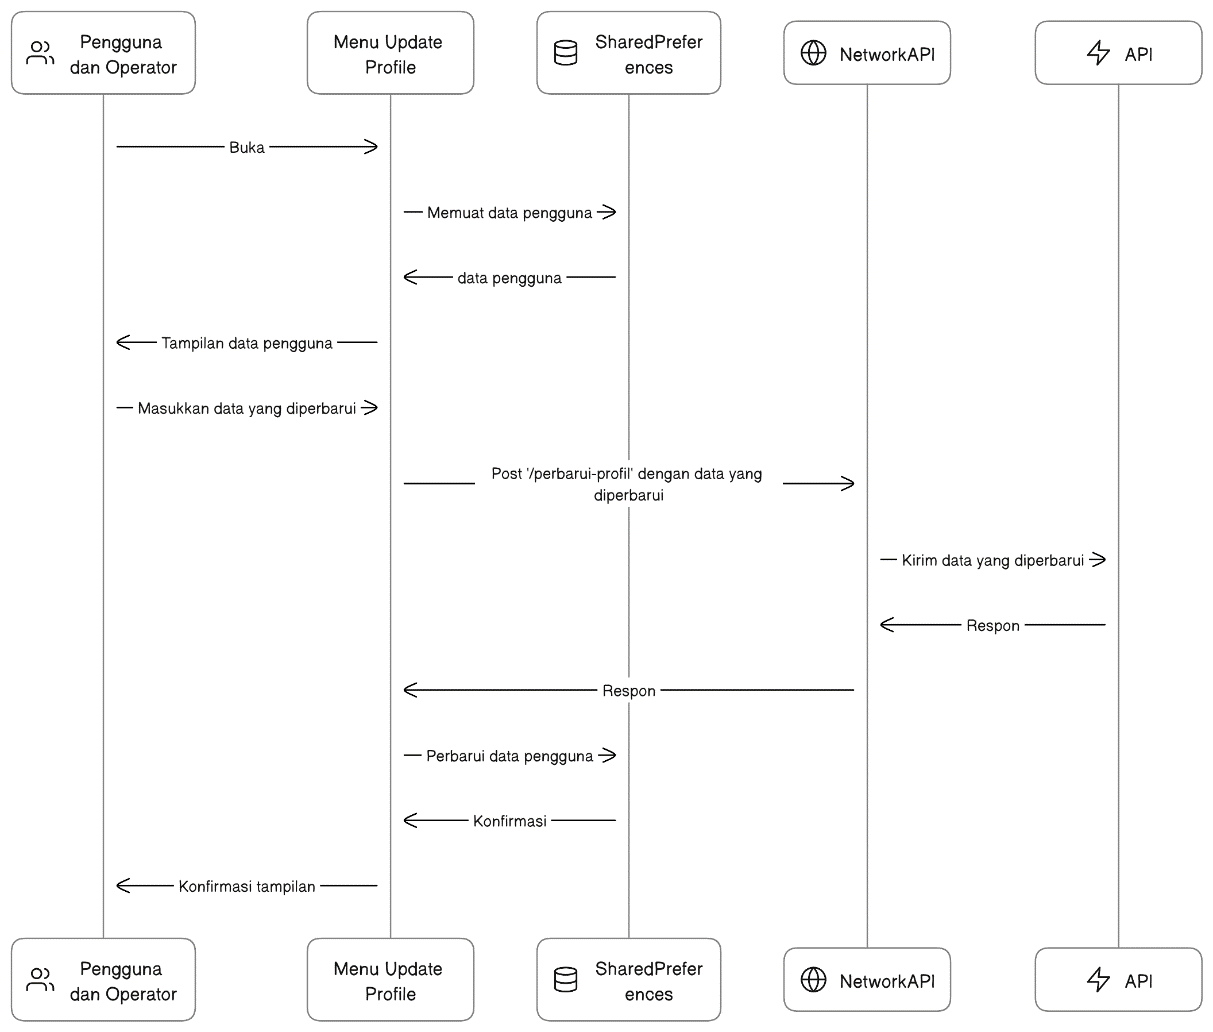 Pengguna
dan Operator
Menu Update
Profile
SharedPrefer
ences
NetworkAPI
API
Buka
Memuat data pengguna
data pengguna
Tampilan data pengguna
Masukkan data yang diperbarui
Post '/perbarui-profil' dengan data yang
diperbarui
Kirim data yang diperbarui
Respon
Respon
Perbarui data pengguna
Konfirmasi
Konfirmasi tampilan
Pengguna
dan Operator
Menu Update
Profile
SharedPrefer
ences
NetworkAPI
API